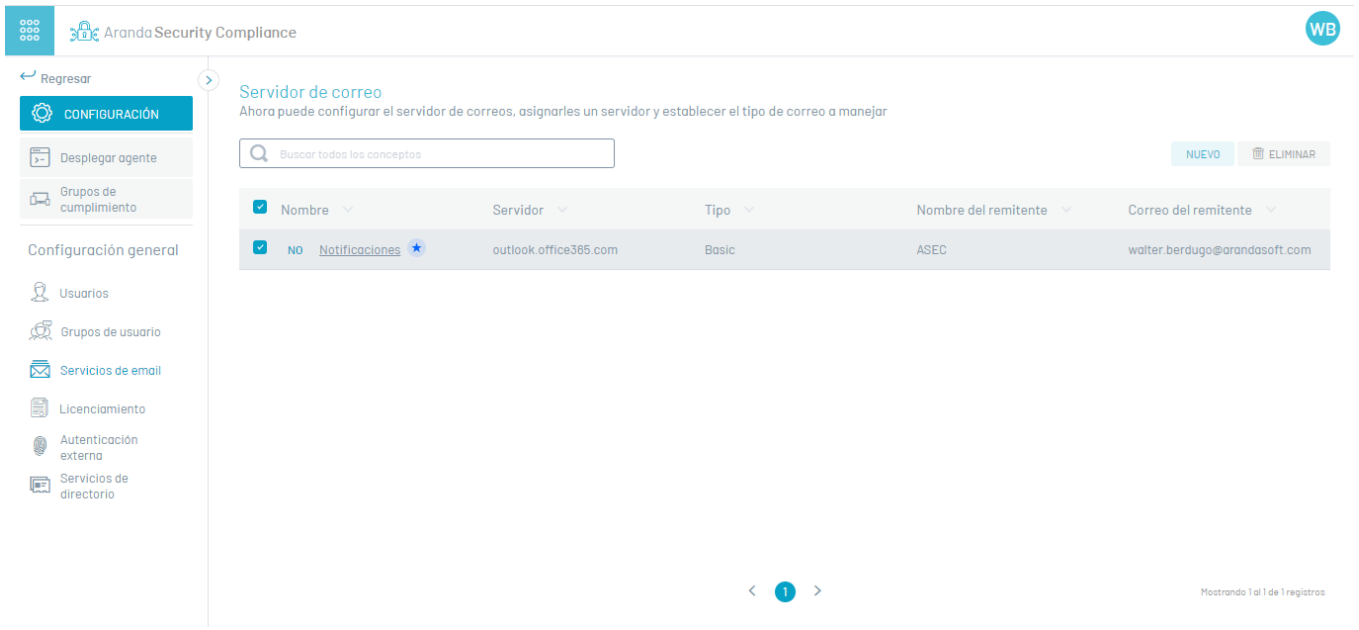 Aranda Security Compliance
WB
Regresar
CONFIGURACIÓN
Desplegar agente
Grupos de
cumplimiento
Configuración general
Usuarios
Grupos de usuario
Servicios de email
Licenciamiento
Autenticación
externa
Servicios de
directorio
Servidor de correo
Ahora puede configurar el servidor de correos, asignarles un servidor y establecer el tipo de correo a manejar
Buscar todos los conceptos
NUEVO ELIMINAR
Nombre Servidor Tipo Nombre del remitente Correo del remitente
NO Notificaciones outlook.office365.com Basic ASEC walter.berdugo@arandasoft.com
1
Mostrando 1 al 1 de 1 registros